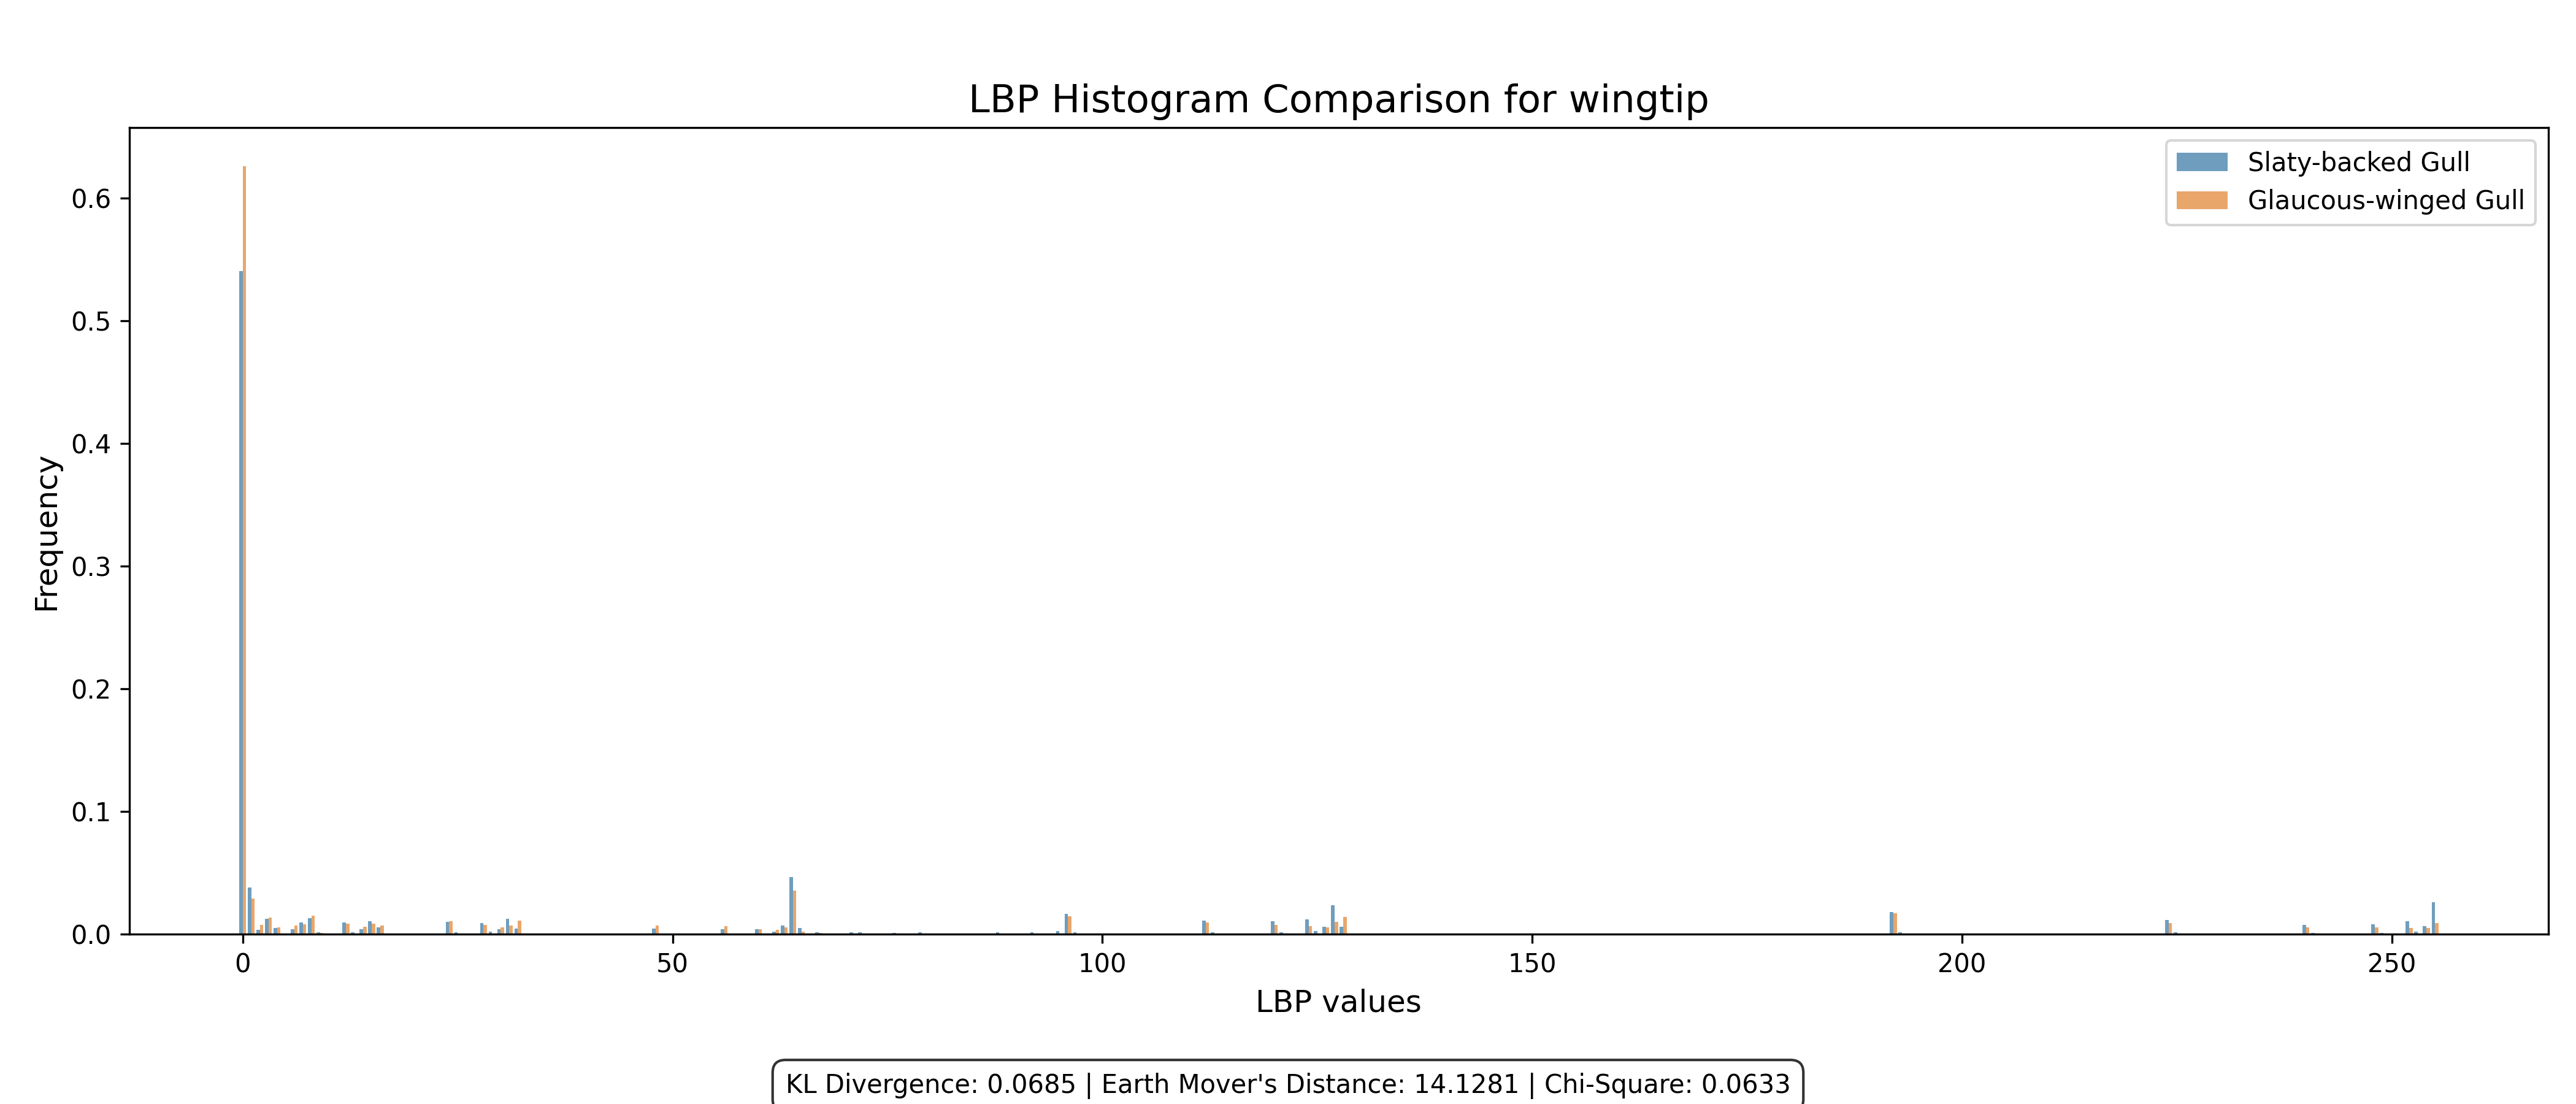 LBP Histogram Comparison for wingtip
Slaty-backed Gull
Glaucous-winged Gull
Frequency
0.6
0.5
0.4
0.3
0.2
0.1
0.0
0
50
100
150
200
250
LBP values
KL Divergence: 0.0685 | Earth Mover's Distance: 14.1281 | Chi-Square: 0.0633